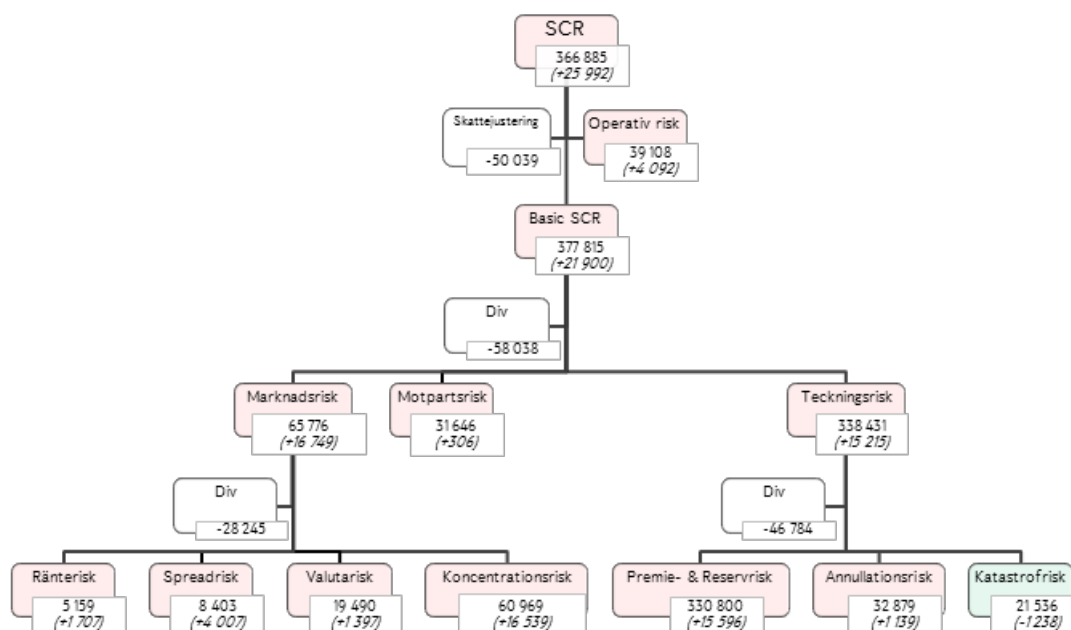 SCR
366 885
(+25 992)
Skattejustering
-50 039
Operativ risk
39 108
(+4 092)
Basic SCR
377 815
(+21 900)
Div
-58 038
Marknadsrisk
65 776
(+16 749)
Motpartsrisk
31 646
(+306)
Teckningsrisk
338 431
(+15 215)
Div
-28 245
Div
-46 784
Ränterisk
5 159
(+1 707)
Spreadrisk
8 403
(+4 007)
Valutarisk
19 490
(+1 397)
Koncentrationsrisk
60 969
(+16 539)
Premie- & Reservrisk
330 800
(+15 596)
Annullationsrisk
32 879
(+1 139)
Katastrofrisk
21 536
(-1 238)